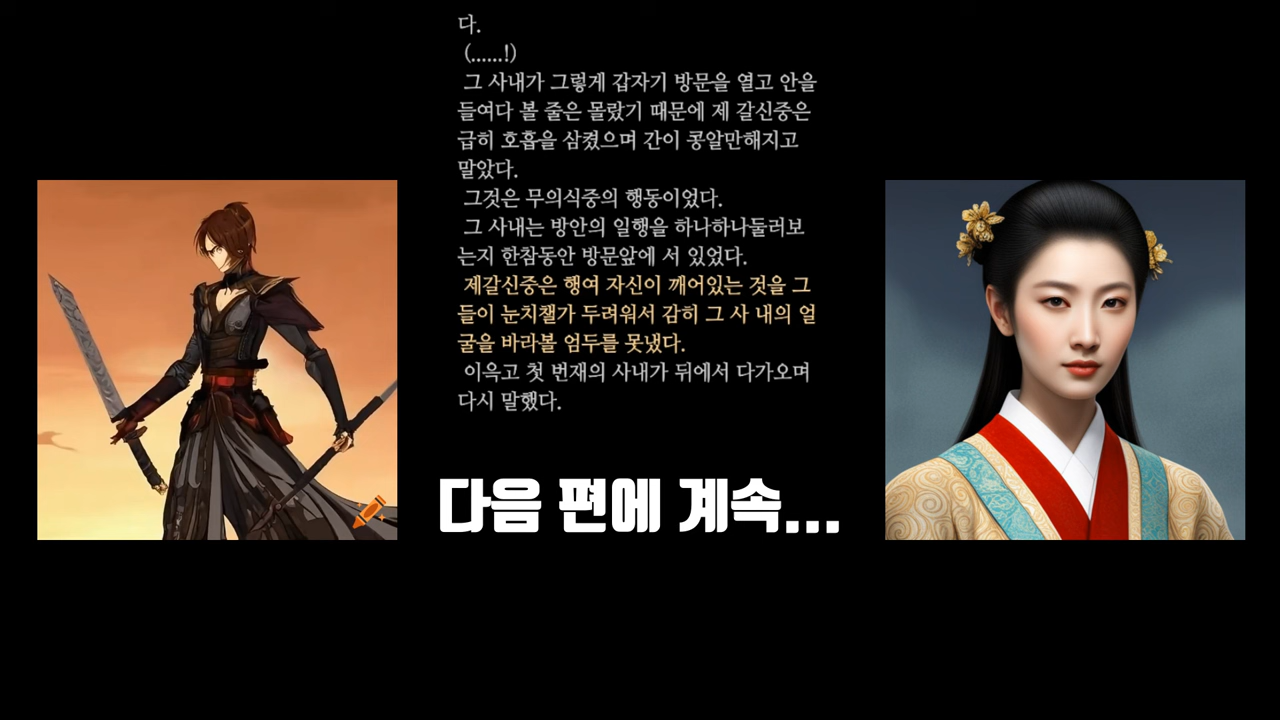 다.
(......!)
그 사내가 그렇게 갑자기 방문을 열고 안을
들여다 볼 줄은 몰랐기 때문에 제 갈신중은
급히 호흡을 삼켰으며 간이 콩알만해지고
말았다.
그것은 무의식중의 행동이었다.
그 사내는 방안의 일행을 하나하나둘러보
는지 한참동안 방문앞에 서 있었다.
제갈신중은 행여 자신이 깨어있는 것을 그
들이 눈치챌가 두려워서 감히 그 사 내의 얼
굴을 바라볼 엄두를 못냈다.
이윽고 첫 번재의 사내가 뒤에서 다가오며
다시 말했다.
다음 편에 계속...